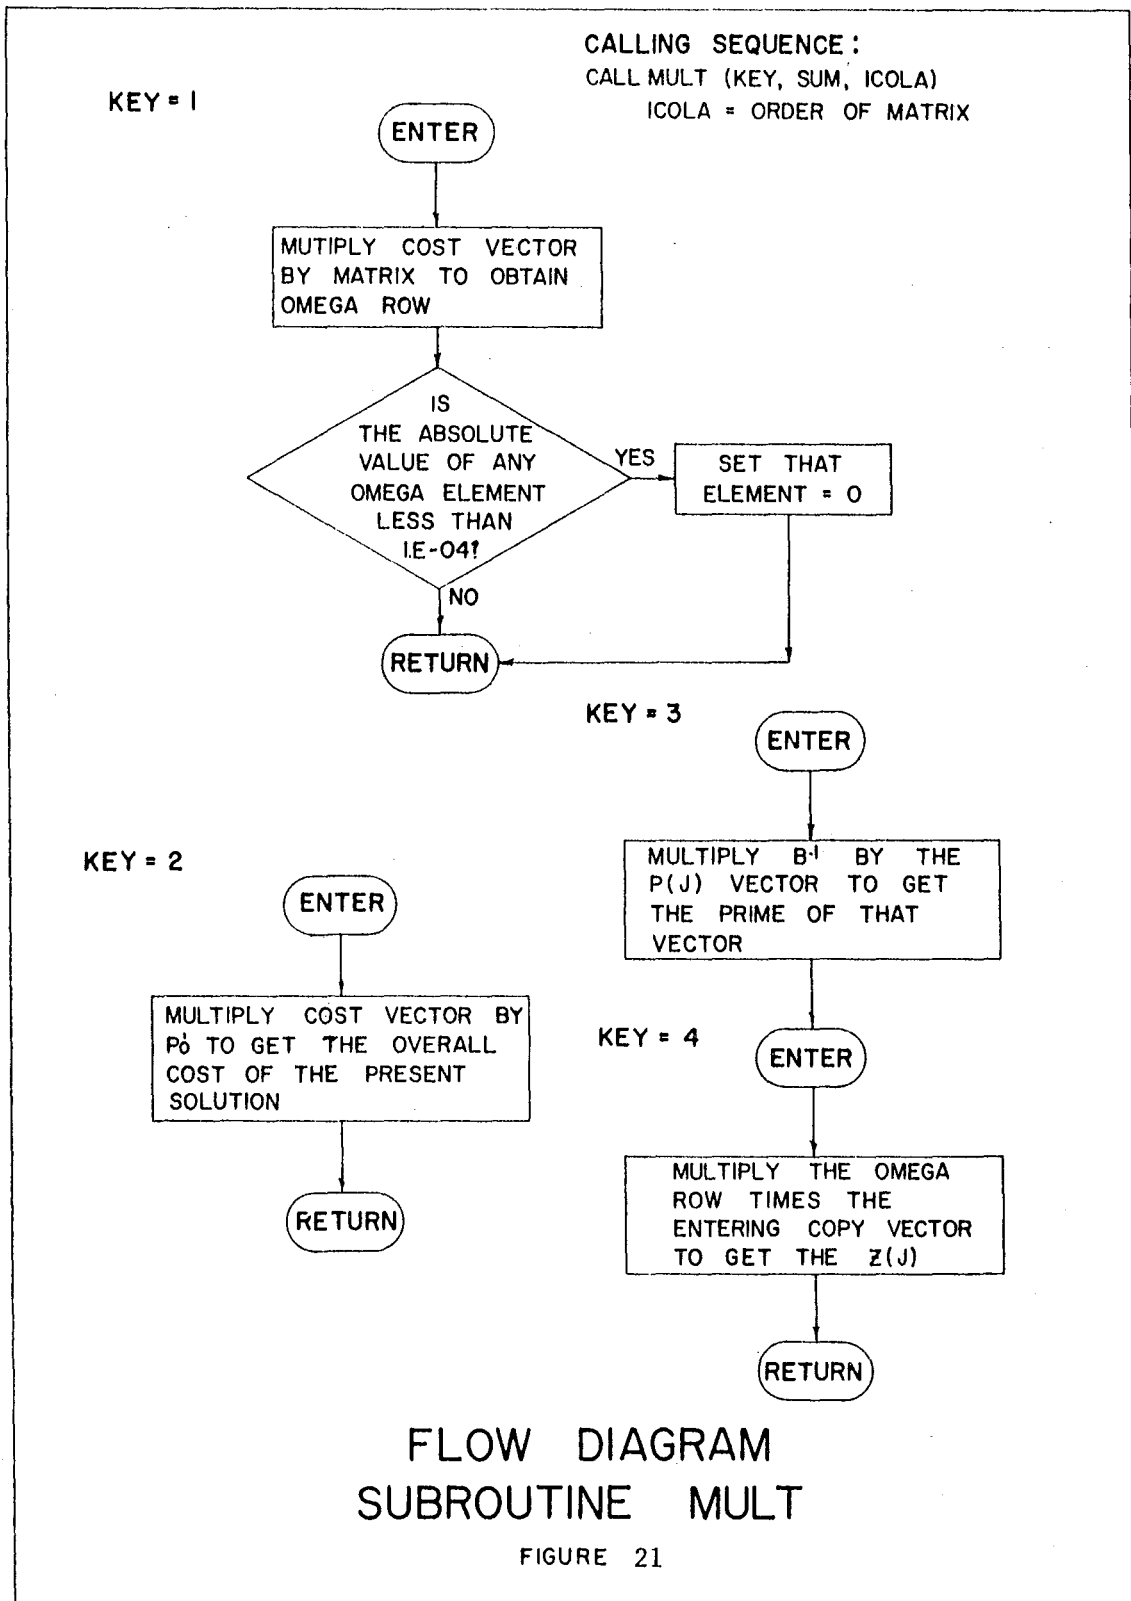 CALLING SEQUENCE:
CALL MULT (KEY, SUM, ICOLA)
ICOLA = ORDER OF MATRIX
KEY = 1
ENTER
MUTIPLY COST VECTOR
BY MATRIX TO OBTAIN
OMEGA ROW
IS
THE ABSOLUTE
VALUE OF ANY
OMEGA ELEMENT
LESS THAN
1.E-04?
YES
SET THAT
ELEMENT = 0
NO
RETURN
KEY = 3
ENTER
MULTIPLY B-1 BY THE
P(J) VECTOR TO GET
THE PRIME OF THAT
VECTOR
KEY = 2
ENTER
MULTIPLY COST VECTOR BY
P'0 TO GET THE OVERALL
COST OF THE PRESENT
SOLUTION
RETURN
KEY = 4
ENTER
MULTIPLY THE OMEGA
ROW TIMES THE
ENTERING COPY VECTOR
TO GET THE Z(J)
RETURN
FLOW DIAGRAM
SUBROUTINE MULT
FIGURE 21